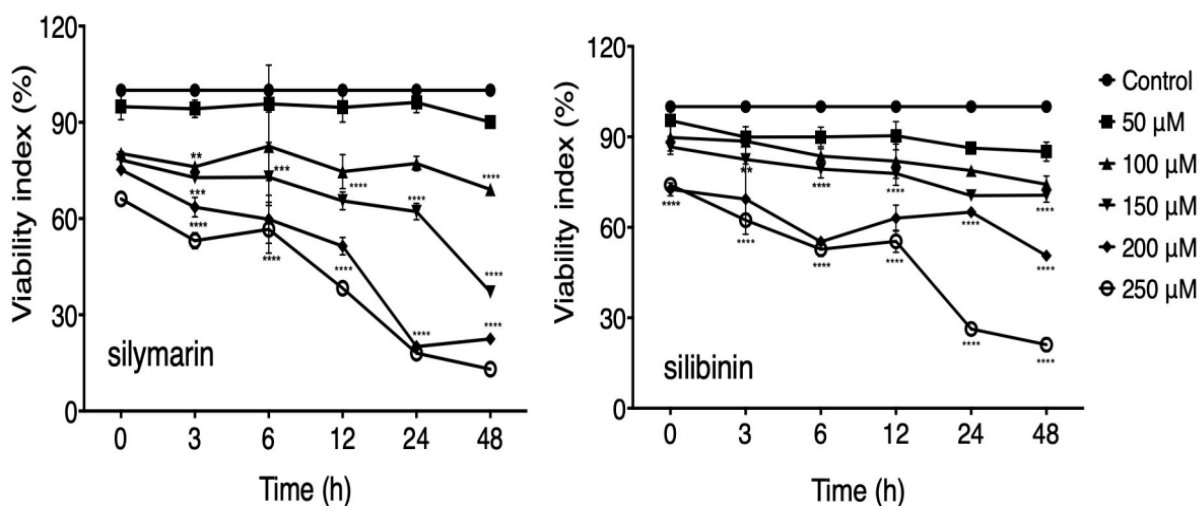 Viability index (%)
120
90
60
30
0
**
***
****
***
****
****
****
****
****
****
****
****
silymarin
0 3 6 12 24 48
Time (h)
Viability index (%)
120
90
60
30
0
****
**
****
****
****
****
****
****
****
****
****
****
silibinin
0 3 6 12 24 48
Time (h)
Control
50 µM
100 µM
150 µM
200 µM
250 µM